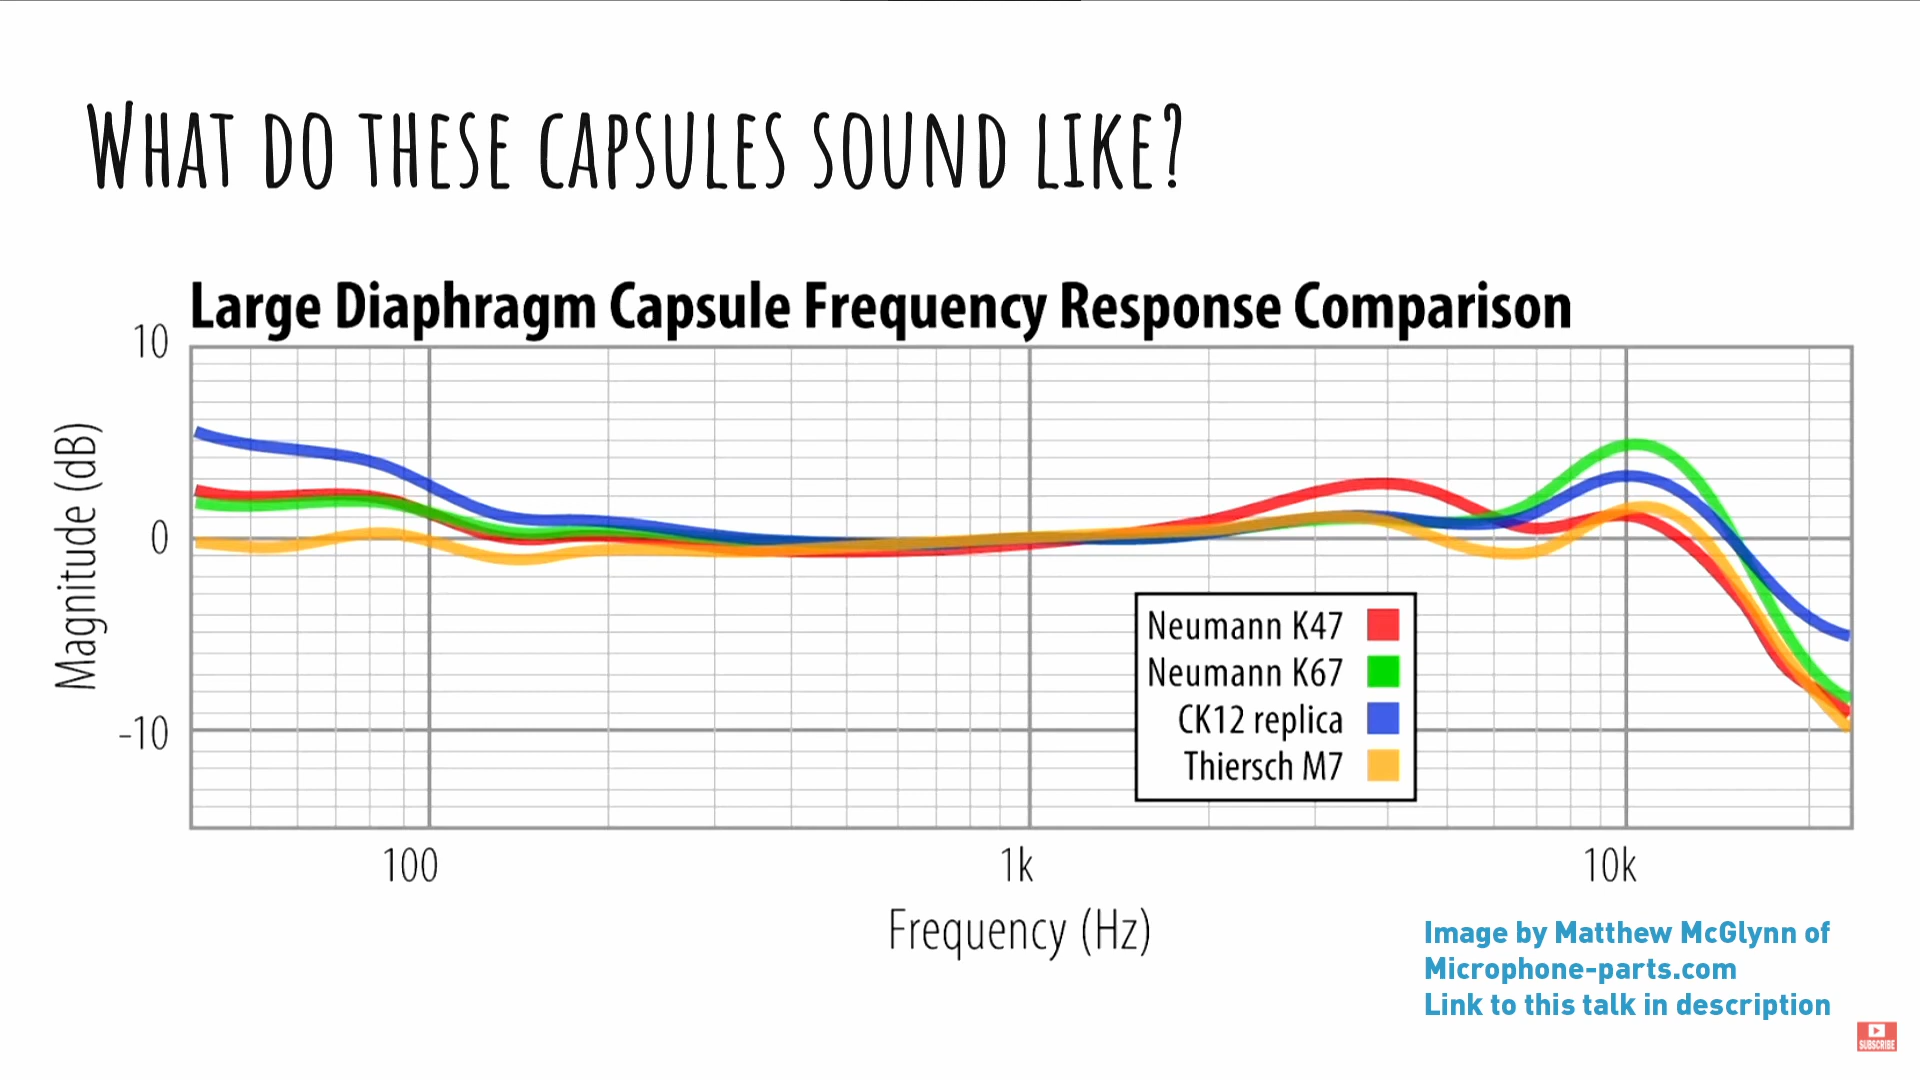 What do these capsules sound like?
Large Diaphragm Capsule Frequency Response Comparison
10
0
-10
Magnitude (dB)
Neumann K47
Neumann K67
CK12 replica
Thiersch M7
100
1k
10k
Frequency (Hz)
Image by Matthew McGlynn of
Microphone-parts.com
Link to this talk in description
SUBSCRIBE